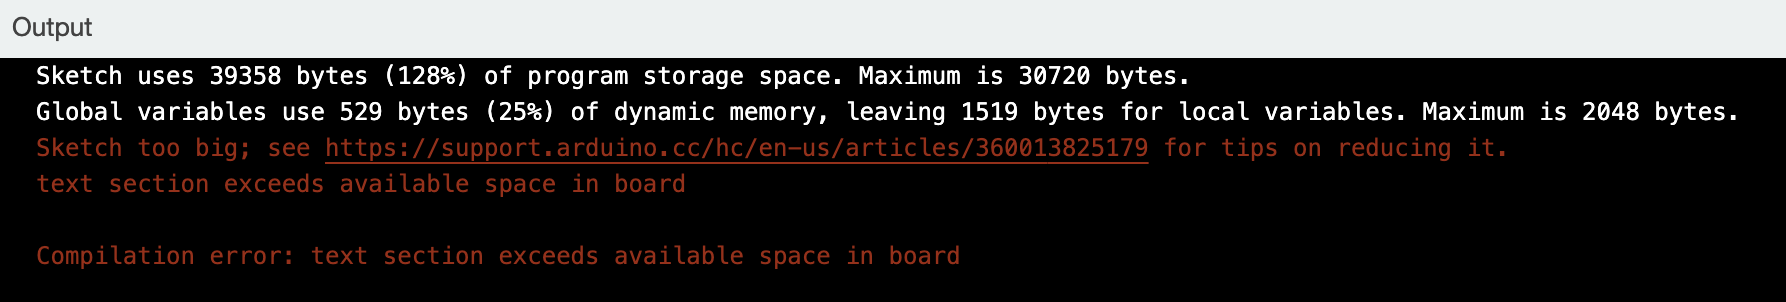 Output
Sketch uses 39358 bytes (128%) of program storage space. Maximum is 30720 bytes.
Global variables use 529 bytes (25%) of dynamic memory, leaving 1519 bytes for local variables. Maximum is 2048 bytes.
Sketch too big; see https://support.arduino.cc/hc/en-us/articles/360013825179 for tips on reducing it.
text section exceeds available space in board
Compilation error: text section exceeds available space in board